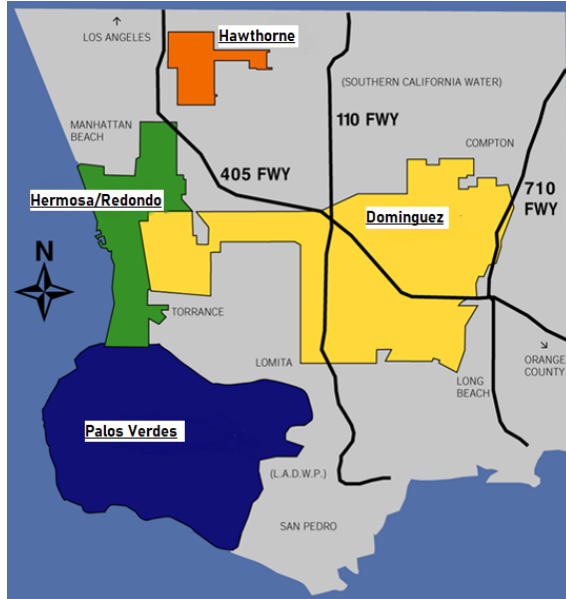 LOS ANGELES
Hawthorne
(SOUTHERN CALIFORNIA WATER)
MANHATTAN
BEACH
110 FWY
COMPTON
405 FWY
710
FWY
Hermosa/Redondo
Dominguez
N
TORRANCE
LOMITA
ORANGE
COUNTY
LONG
BEACH
Palos Verdes
(L.A.D.W.P.)
SAN PEDRO